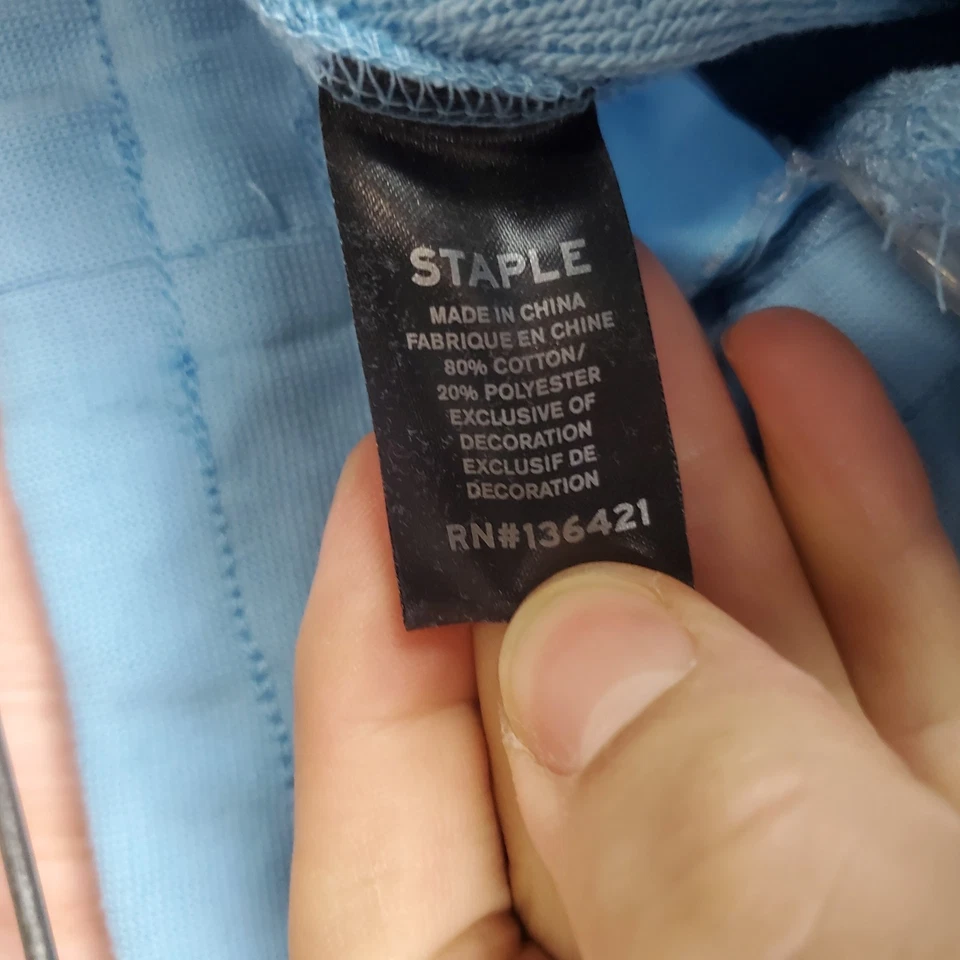 STAPLE
MADE IN CHINA
FABRIQUE EN CHINE
80% COTTON/
20% POLYESTER
EXCLUSIVE OF
DECORATION
EXCLUSIF DE
DECORATION
RN#136421